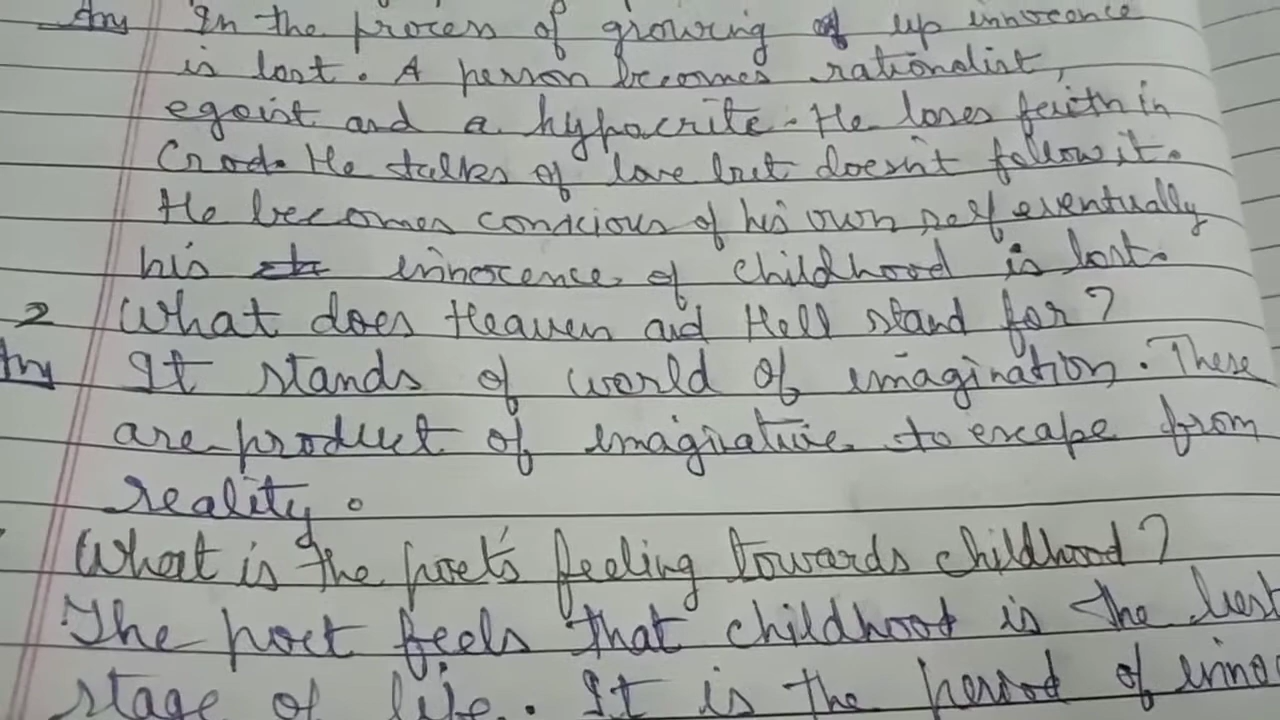 Ans In the process of growing up innocence
is lost. A person becomes rationalist,
egoist and a hypocrite. He loses faith in
God. He talks of love but doesn't follow it.
He becomes conscious of his own self eventually
his innocence of childhood is lost.
2 What does Heaven and Hell stand for?
Ans It stands of world of imagination. These
are product of imaginative to escape from
reality.
What is the poet's feeling towards childhood?
The poet feels that childhood is the best
stage of life. It is the period of inno